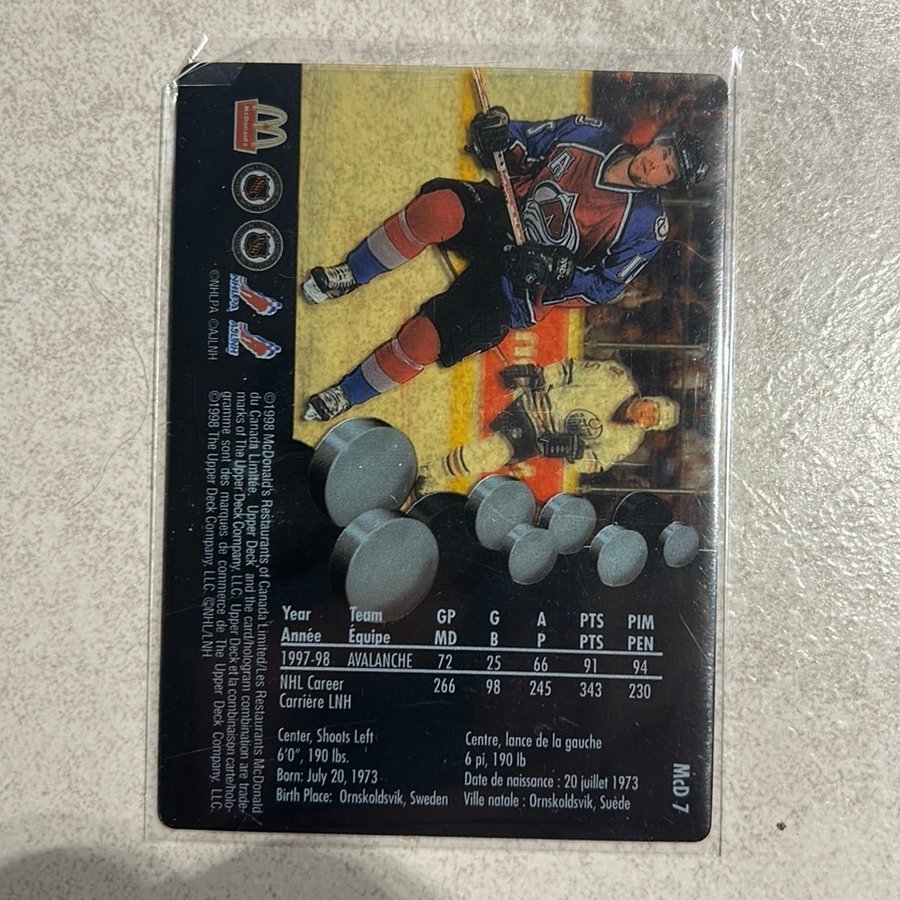 McDonald's
NHL
LNH
NHLPA
AJLNH
©NHLPA ©AJLNH
©1998 McDonald's Restaurants of Canada Limited/Les Restaurants McDonald
du Canada Limitée. Upper Deck and the card/hologram combination are trade-
marks of The Upper Deck Company, LLC. Upper Deck et la combinaison carte/holo-
gramme sont des marques de commerce de The Upper Deck Company, LLC.
©1998 The Upper Deck Company, LLC. ©NHL/LNH
Year Team GP G A PTS PIM
Année Équipe MD B P PTS PEN
1997-98 AVALANCHE 72 25 66 91 94
NHL Career 266 98 245 343 230
Carrière LNH
Center, Shoots Left
6'0", 190 lbs.
Born: July 20, 1973
Birth Place: Ornskoldsvik, Sweden
Centre, lance de la gauche
6 pi, 190 lb
Date de naissance : 20 juillet 1973
Ville natale : Ornskoldsvik, Suède
McD 7